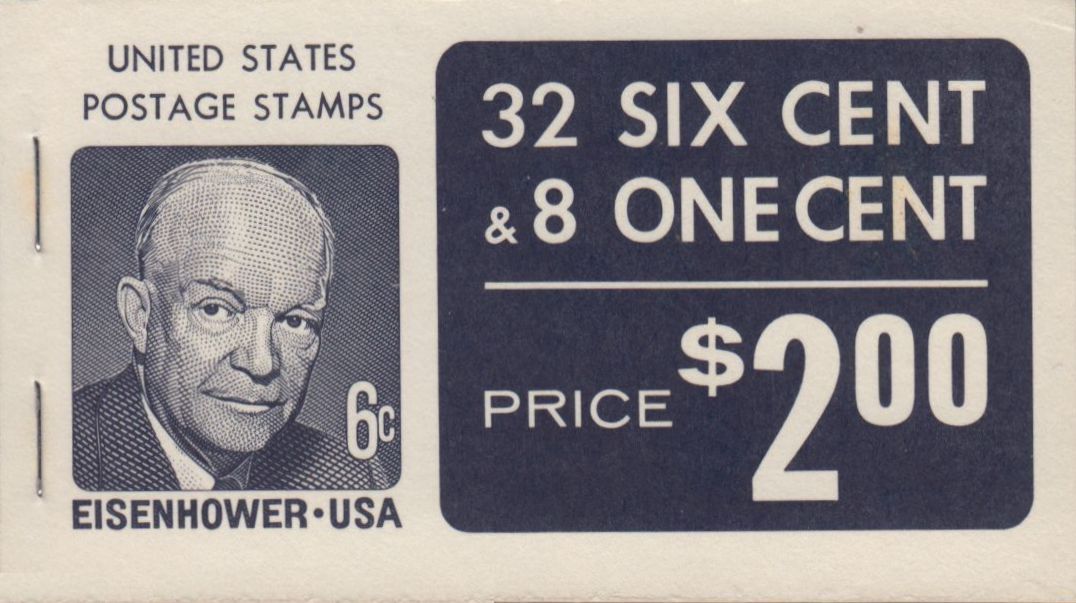 UNITED STATES
POSTAGE STAMPS
6c
EISENHOWER·USA
32 SIX CENT
& 8 ONE CENT
PRICE $2.00